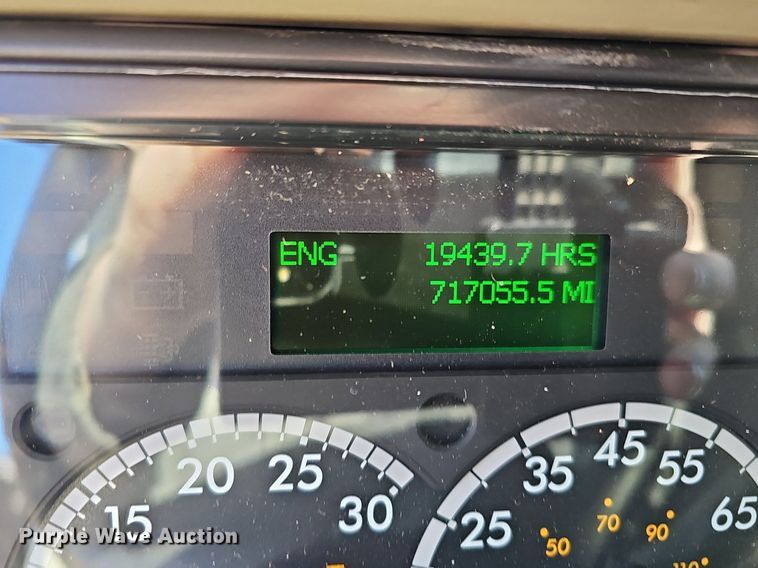 ENG 19439.7 HRS
717055.5 MI
15 20 25 30
25 35 45 55 65
50 70 90 110
Purple Wave Auction